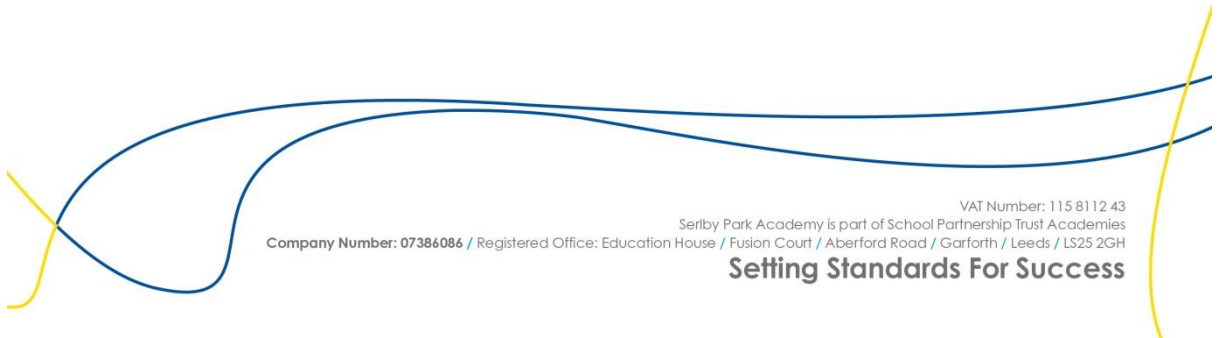 VAT Number: 115 8112 43
Serlby Park Academy is part of School Partnership Trust Academies
Company Number: 07386086 / Registered Office: Education House / Fusion Court / Aberford Road / Garforth / Leeds / LS25 2GH
Setting Standards For Success